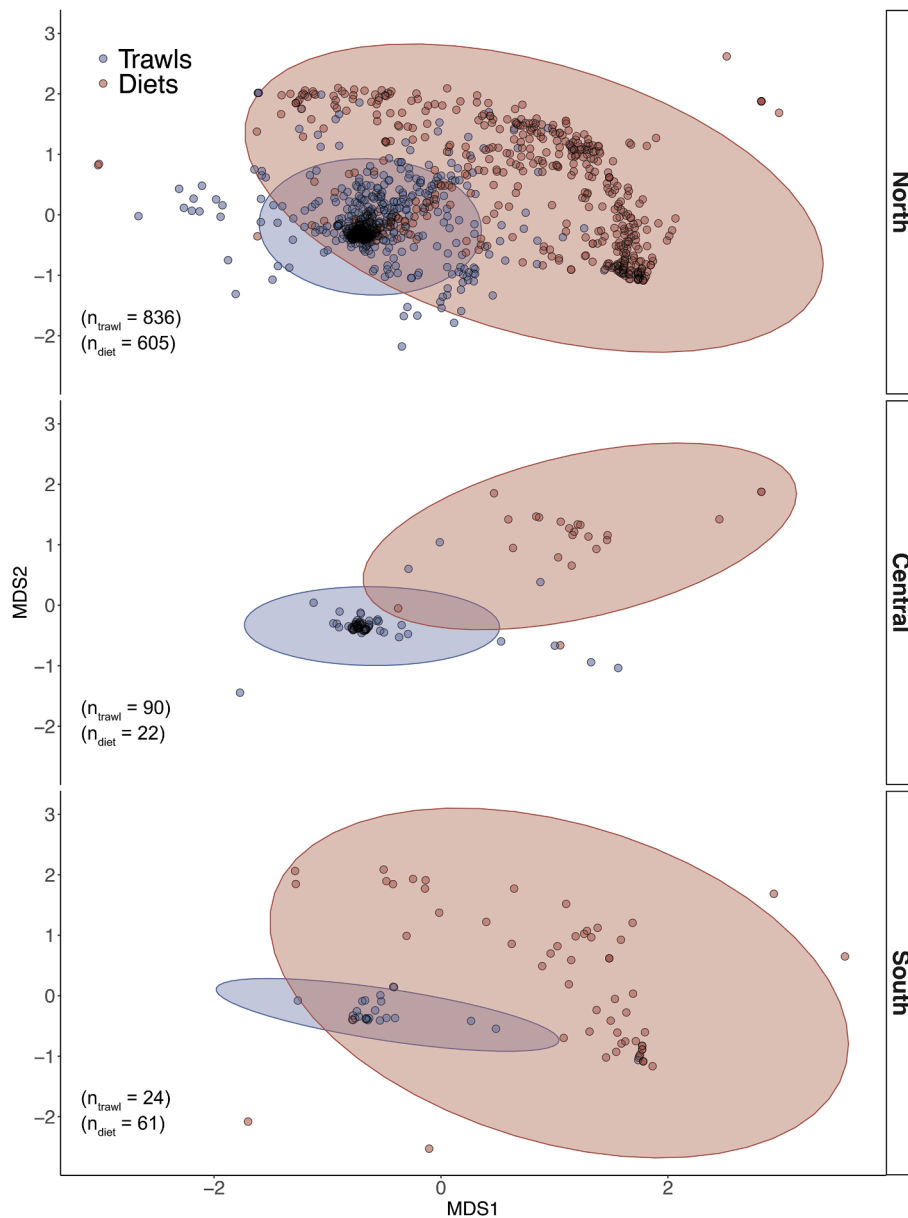 Trawls
Diets
3
2
1
0
−1
−2
(n_trawl = 836)
(n_diet = 605)
North
3
2
1
0
−1
−2
(n_trawl = 90)
(n_diet = 22)
Central
MDS2
3
2
1
0
−1
−2
(n_trawl = 24)
(n_diet = 61)
South
−2
0
2
MDS1